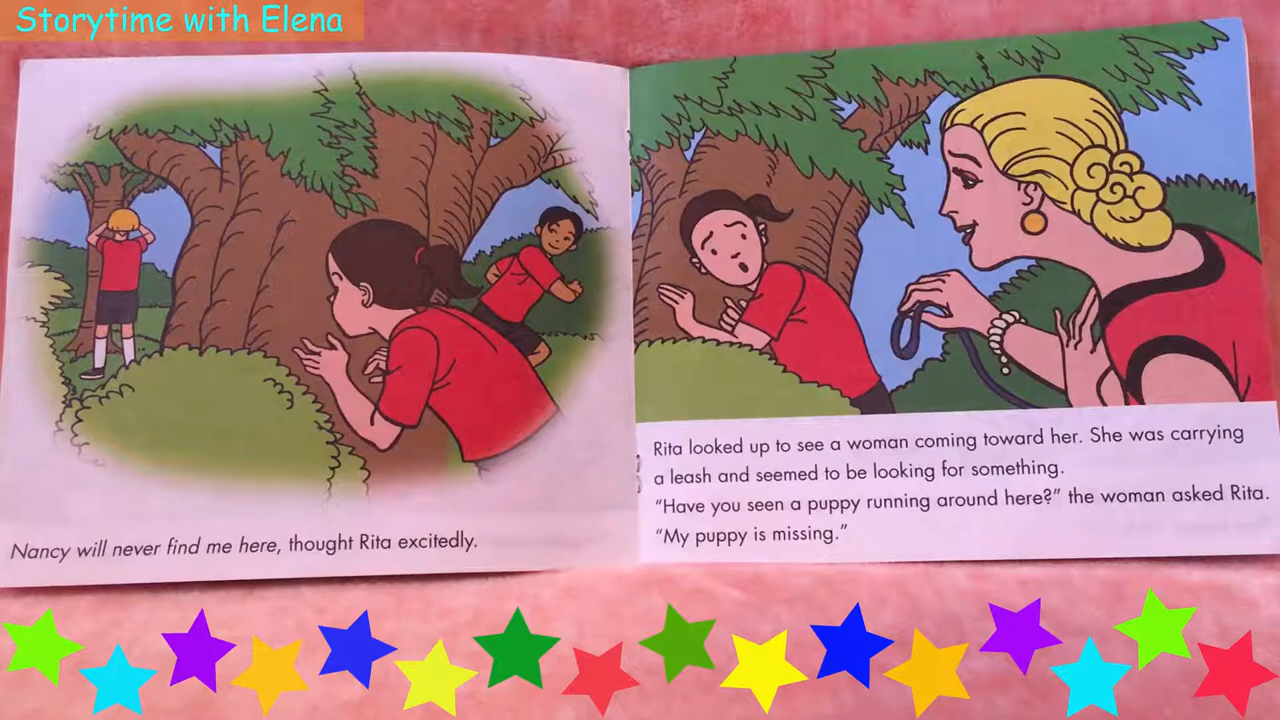 Storytime with Elena
Nancy will never find me here, thought Rita excitedly.
Rita looked up to see a woman coming toward her. She was carrying
a leash and seemed to be looking for something.
“Have you seen a puppy running around here?” the woman asked Rita.
“My puppy is missing.”